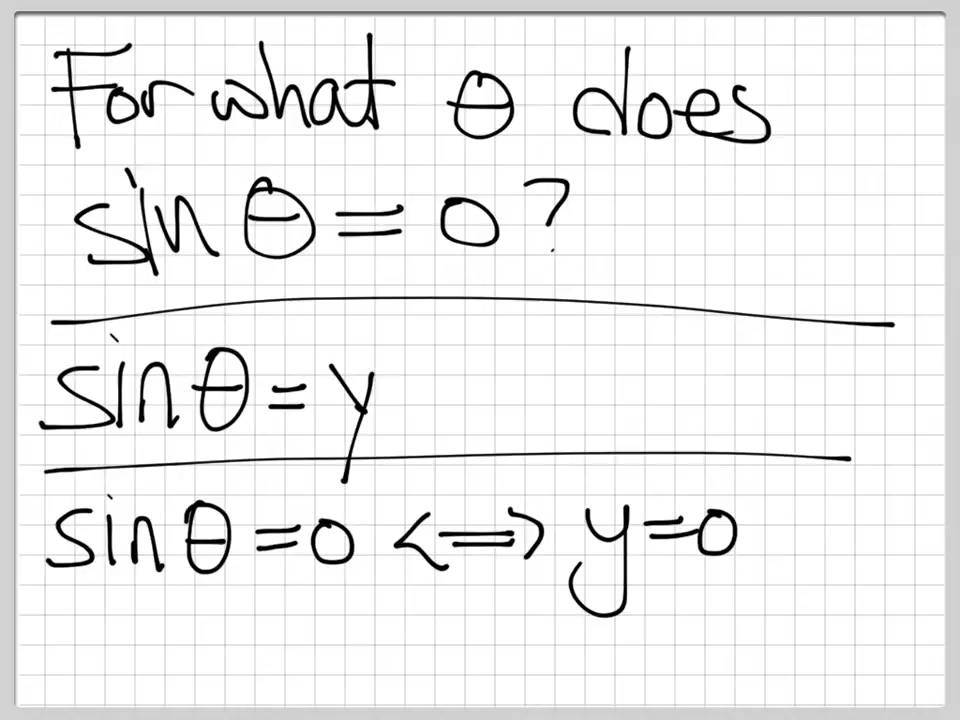 For what θ does
sin θ = 0?
sin θ = y
sin θ = 0 <=> y = 0